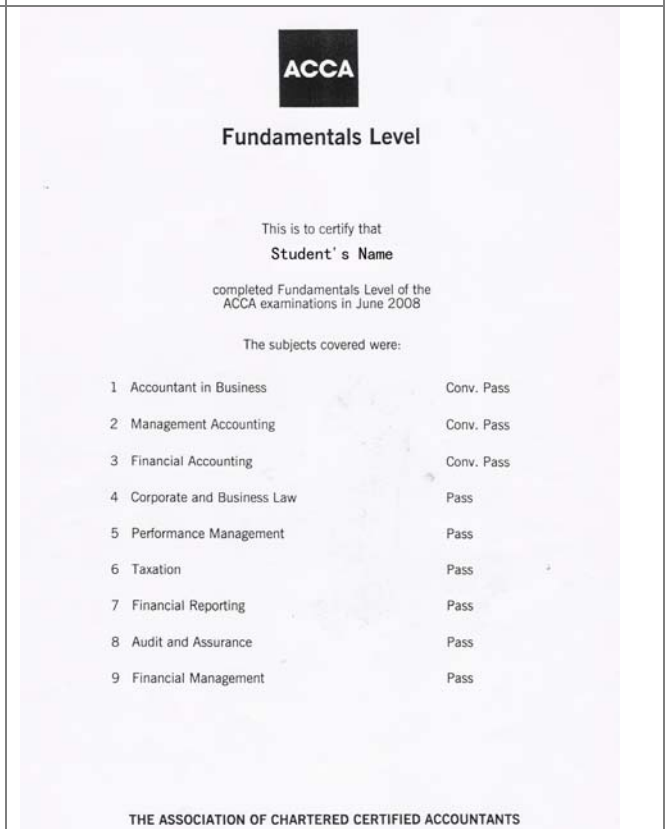 ACCA
Fundamentals Level
This is to certify that
Student's Name
completed Fundamentals Level of the
ACCA examinations in June 2008
The subjects covered were:
1 Accountant in Business Conv. Pass
2 Management Accounting Conv. Pass
3 Financial Accounting Conv. Pass
4 Corporate and Business Law Pass
5 Performance Management Pass
6 Taxation Pass
7 Financial Reporting Pass
8 Audit and Assurance Pass
9 Financial Management Pass
THE ASSOCIATION OF CHARTERED CERTIFIED ACCOUNTANTS